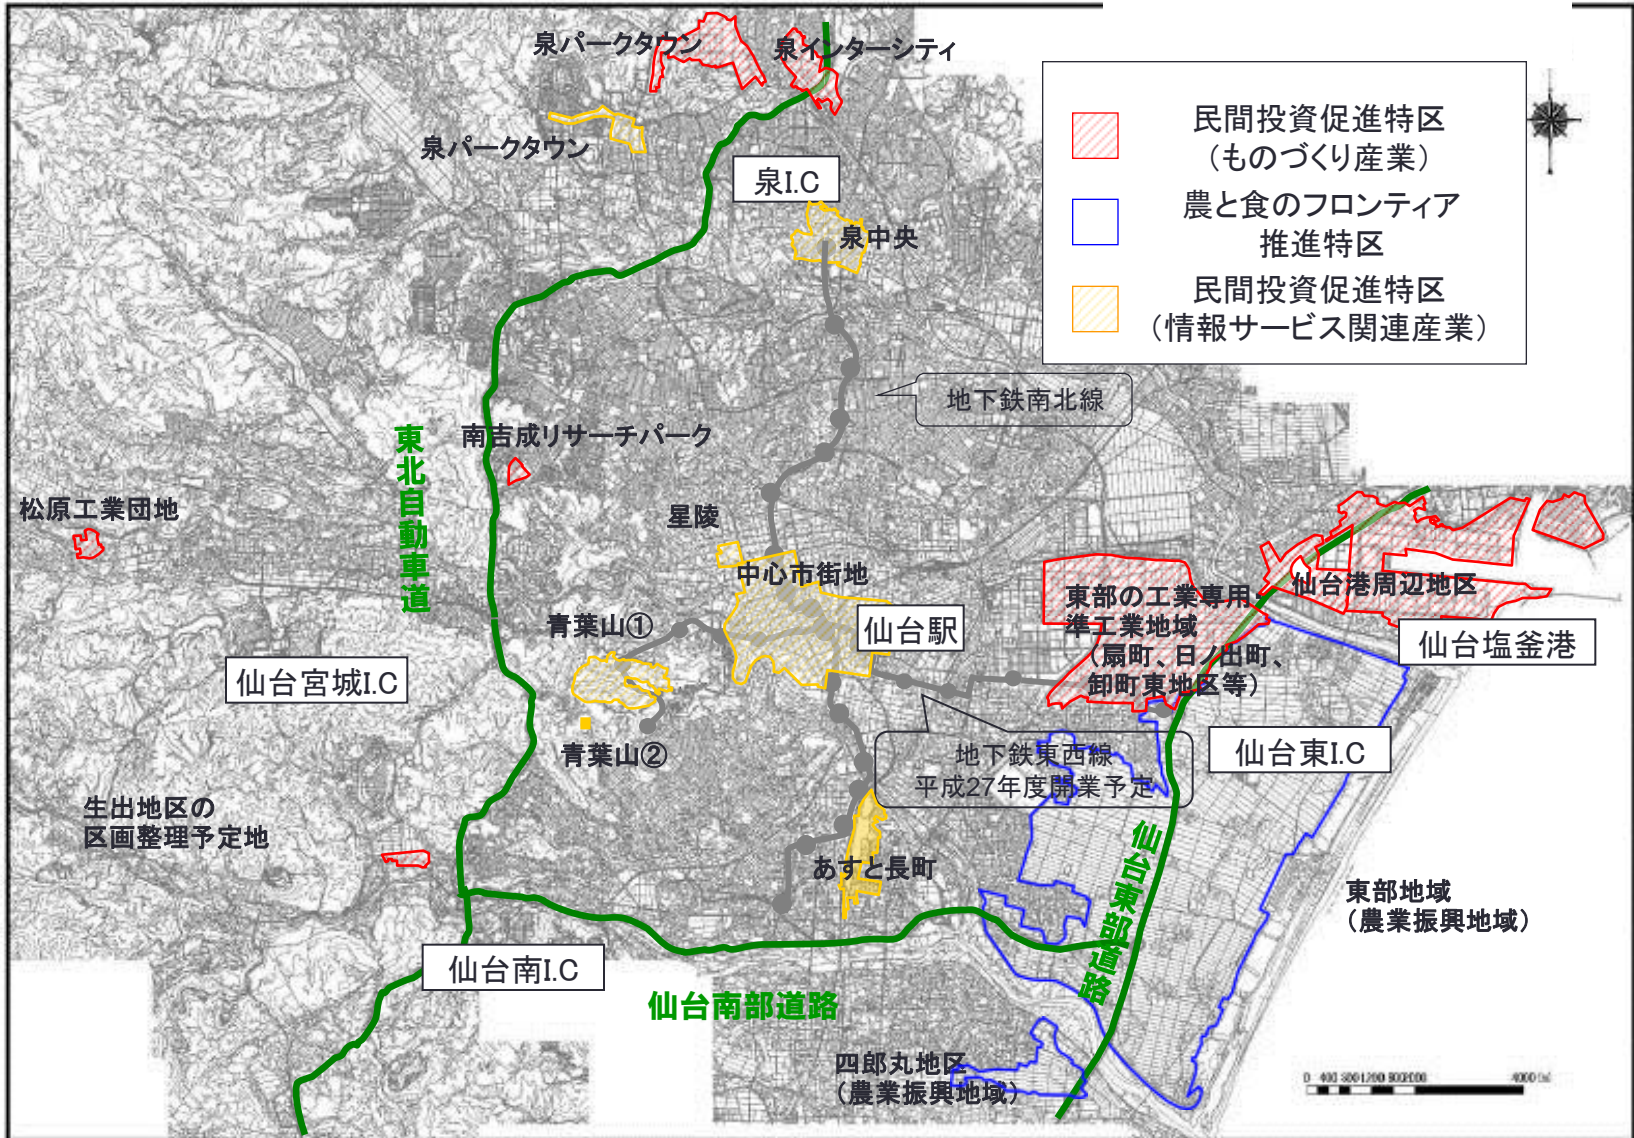 泉パークタウン
泉インターシティ
泉パークタウン
泉I.C
泉中央
民間投資促進特区
(ものづくり産業)
農と食のフロンティア
推進特区
民間投資促進特区
(情報サービス関連産業)
地下鉄南北線
東北自動車道
南吉成リサーチパーク
松原工業団地
星陵
中心市街地
青葉山①
仙台駅
東部の工業専用・
準工業地域
(扇町、日ノ出町、
卸町東地区等)
仙台港周辺地区
仙台塩釜港
仙台宮城I.C
青葉山②
地下鉄東西線
平成27年度開業予定
仙台東I.C
生出地区の
区画整理予定地
あすと長町
仙台東部道路
東部地域
(農業振興地域)
仙台南I.C
仙台南部道路
四郎丸地区
(農業振興地域)